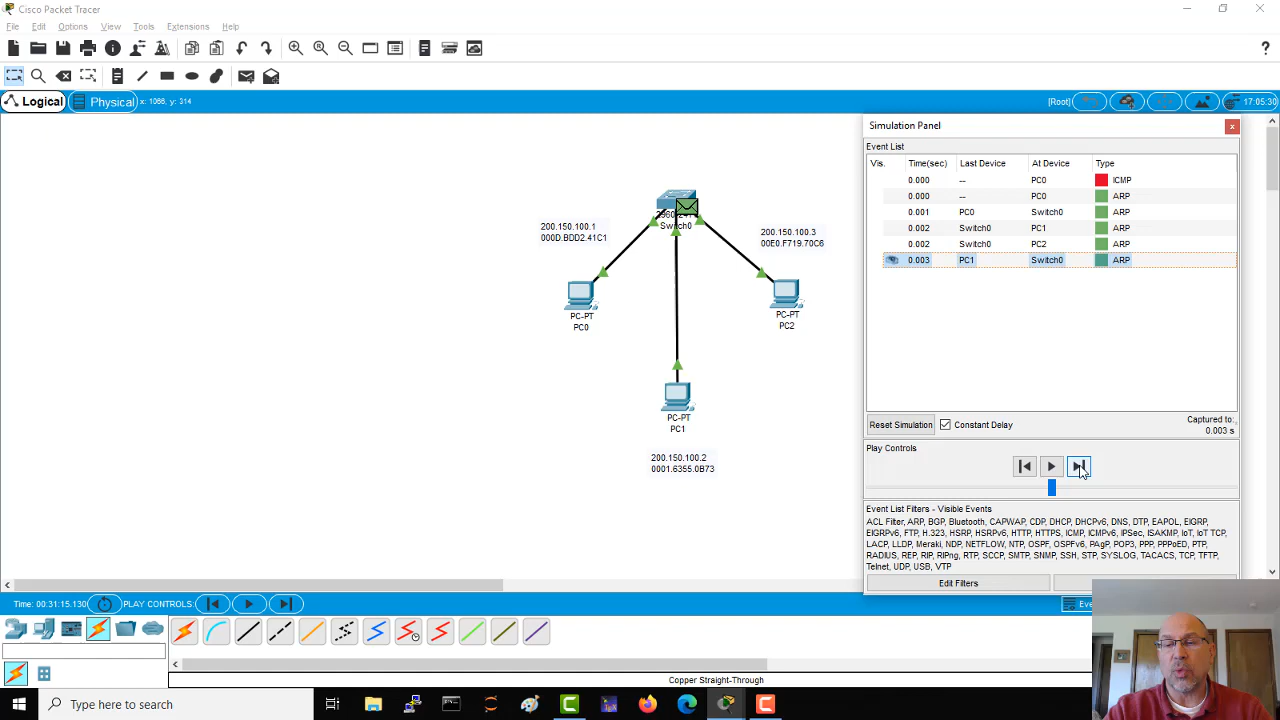 Cisco Packet Tracer
File Edit Options View Tools Extensions Help
Logical Physical x: 1066, y: 314 [Root] 17:05:30
Simulation Panel
Event List
Vis. Time(sec) Last Device At Device Type
0.000 -- PC0 ICMP
0.000 -- PC0 ARP
0.001 PC0 Switch0 ARP
0.002 Switch0 PC1 ARP
0.002 Switch0 PC2 ARP
0.003 PC1 Switch0 ARP
Switch0
200.150.100.1
000D.BDD2.41C1
200.150.100.3
00E0.F719.70C6
PC-PT
PC0
PC-PT
PC2
PC-PT
PC1
200.150.100.2
0001.6355.0B73
Reset Simulation Constant Delay Captured to:
0.003 s
Play Controls
Event List Filters - Visible Events
ACL Filter, ARP, BGP, Bluetooth, CAPWAP, CDP, DHCP, DHCPv6, DNS, DTP, EAPOL, EIGRP,
EIGRPv6, FTP, H.323, HSRP, HSRPv6, HTTP, HTTPS, ICMP, ICMPv6, IPSec, ISAKMP, IoT, IoT TCP,
LACP, LLDP, Meraki, NDP, NETFLOW, NTP, OSPF, OSPFv6, PAgP, POP3, PPP, PPPoED, PTP,
RADIUS, REP, RIP, RIPng, RTP, SCCP, SMTP, SNMP, SSH, STP, SYSLOG, TACACS, TCP, TFTP,
Telnet, UDP, USB, VTP
Edit Filters
Time: 00:31:15.130 PLAY CONTROLS:
Copper Straight-Through
Type here to search